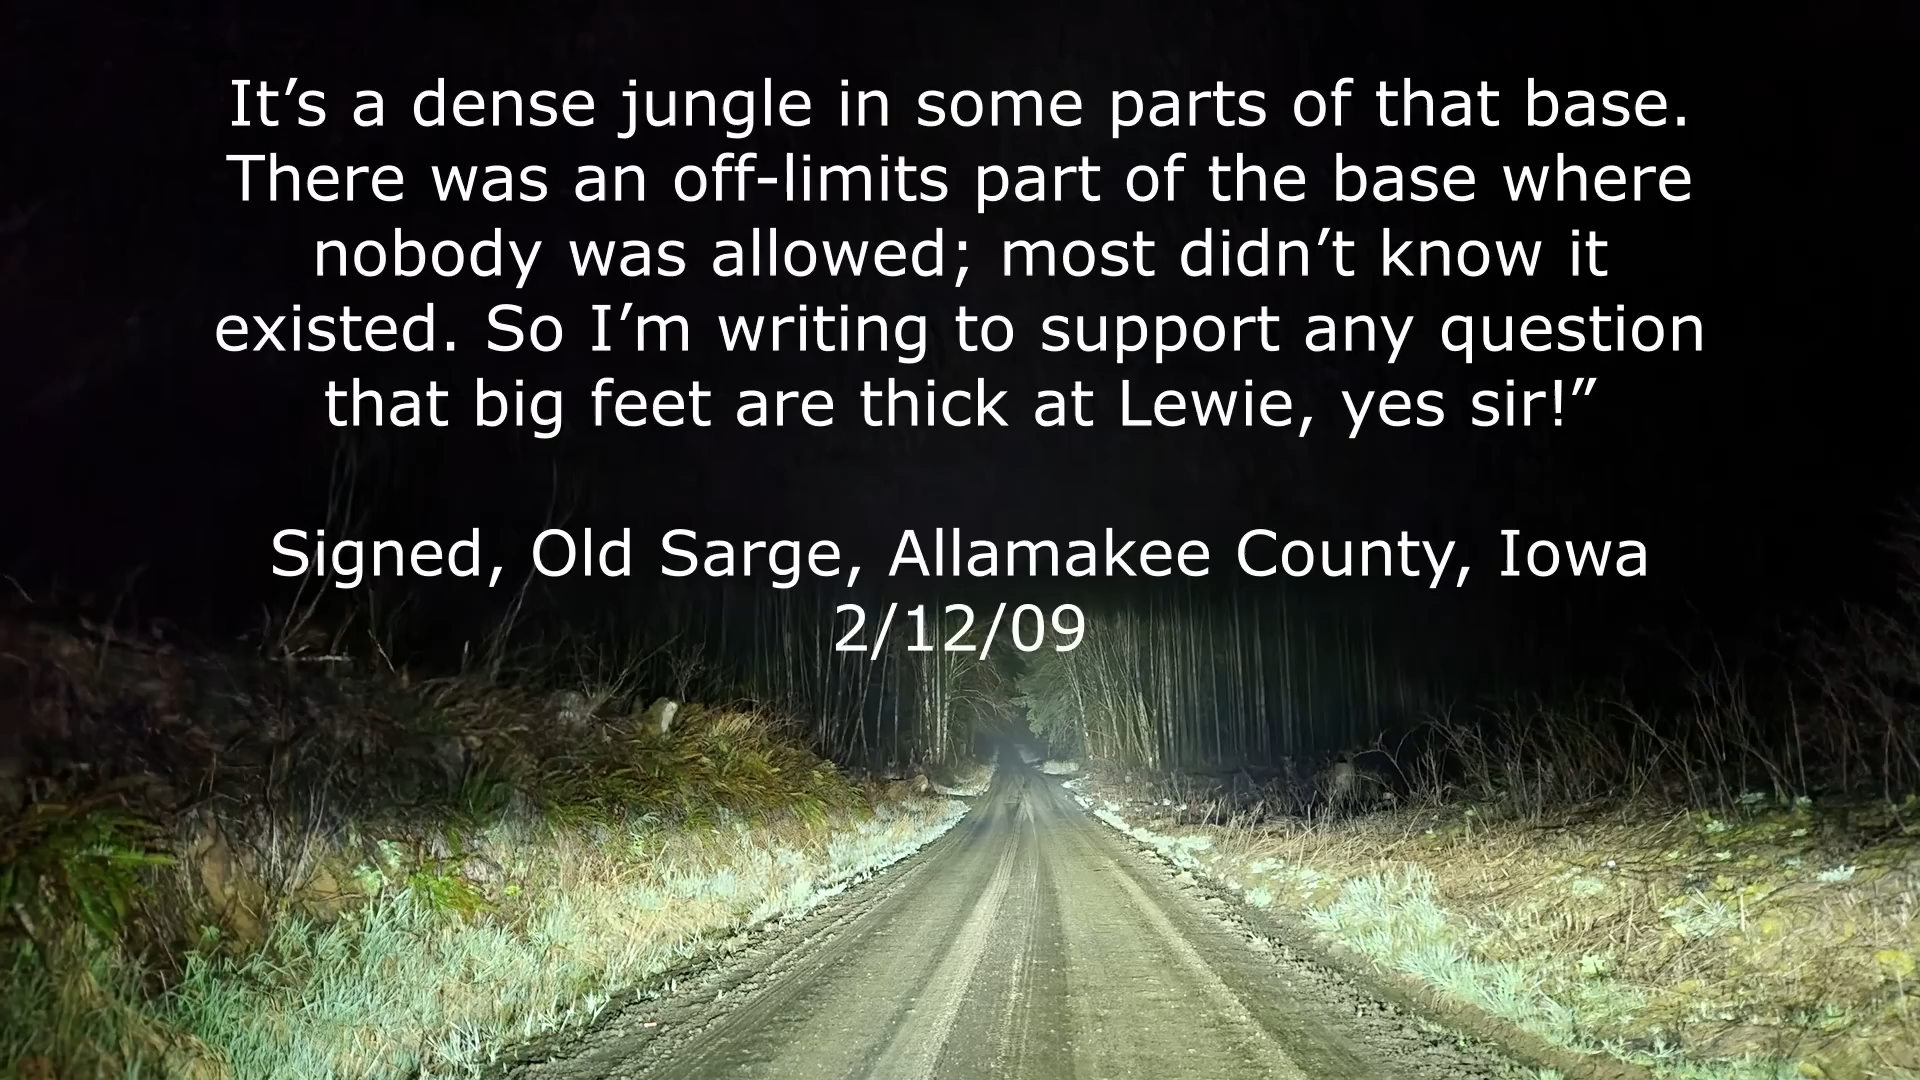 It’s a dense jungle in some parts of that base.
There was an off-limits part of the base where
nobody was allowed; most didn’t know it
existed. So I’m writing to support any question
that big feet are thick at Lewie, yes sir!”
Signed, Old Sarge, Allamakee County, Iowa
2/12/09